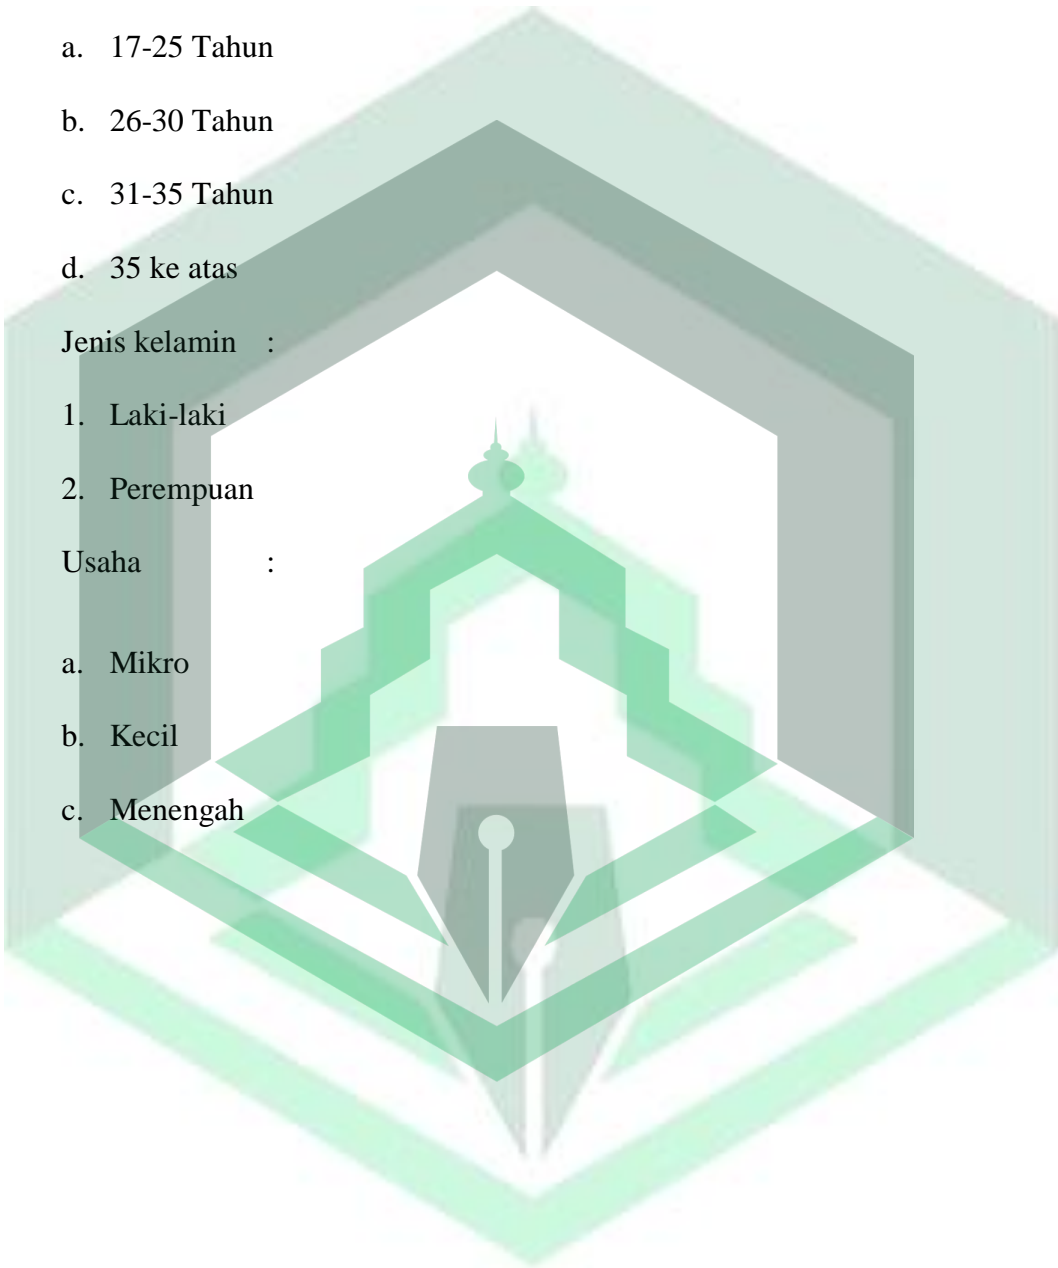 a. 17-25 Tahun
b. 26-30 Tahun
c. 31-35 Tahun
d. 35 ke atas
Jenis kelamin :
1. Laki-laki
2. Perempuan
Usaha :
a. Mikro
b. Kecil
c. Menengah